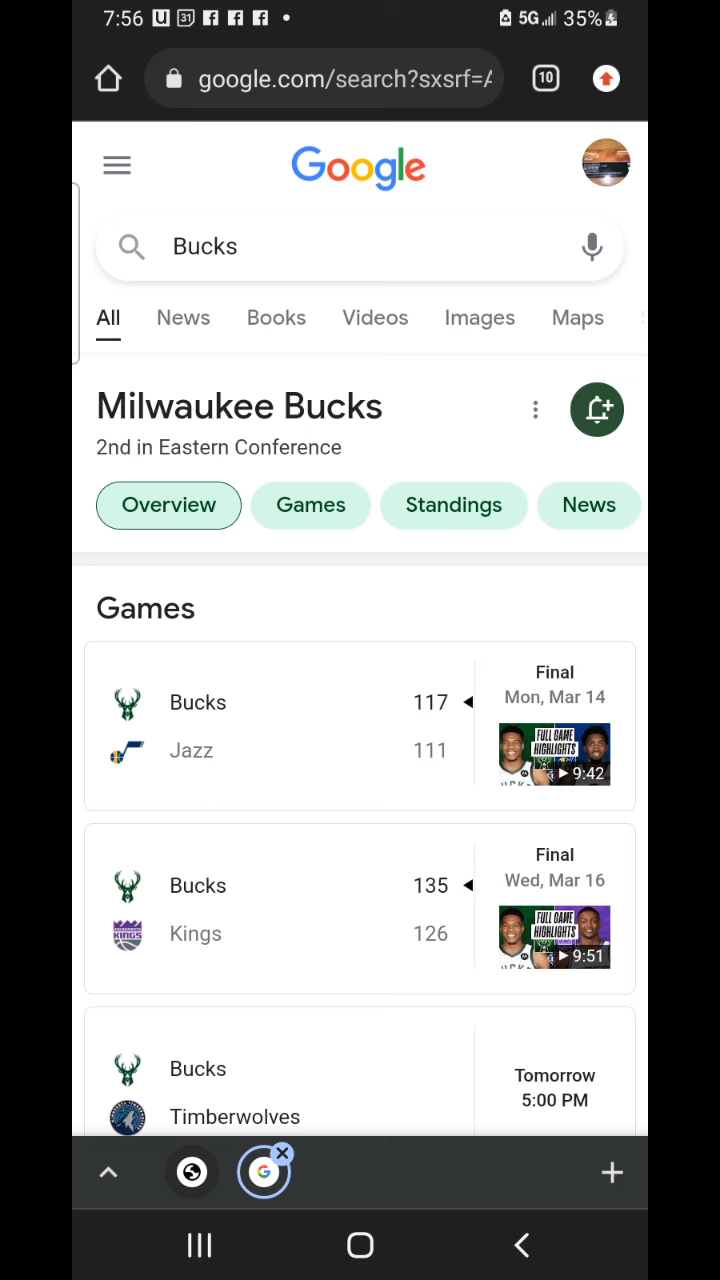 7:56 31 5G 35%
google.com/search?sxsrf=A 10
Google
Bucks
All News Books Videos Images Maps
Milwaukee Bucks
2nd in Eastern Conference
Overview Games Standings News
Games
Final
Bucks 117 Mon, Mar 14
Jazz 111 FULL GAME HIGHLIGHTS 9:42
Final
Bucks 135 Wed, Mar 16
KINGS Kings 126 FULL GAME HIGHLIGHTS 9:51
Bucks Tomorrow
Timberwolves 5:00 PM